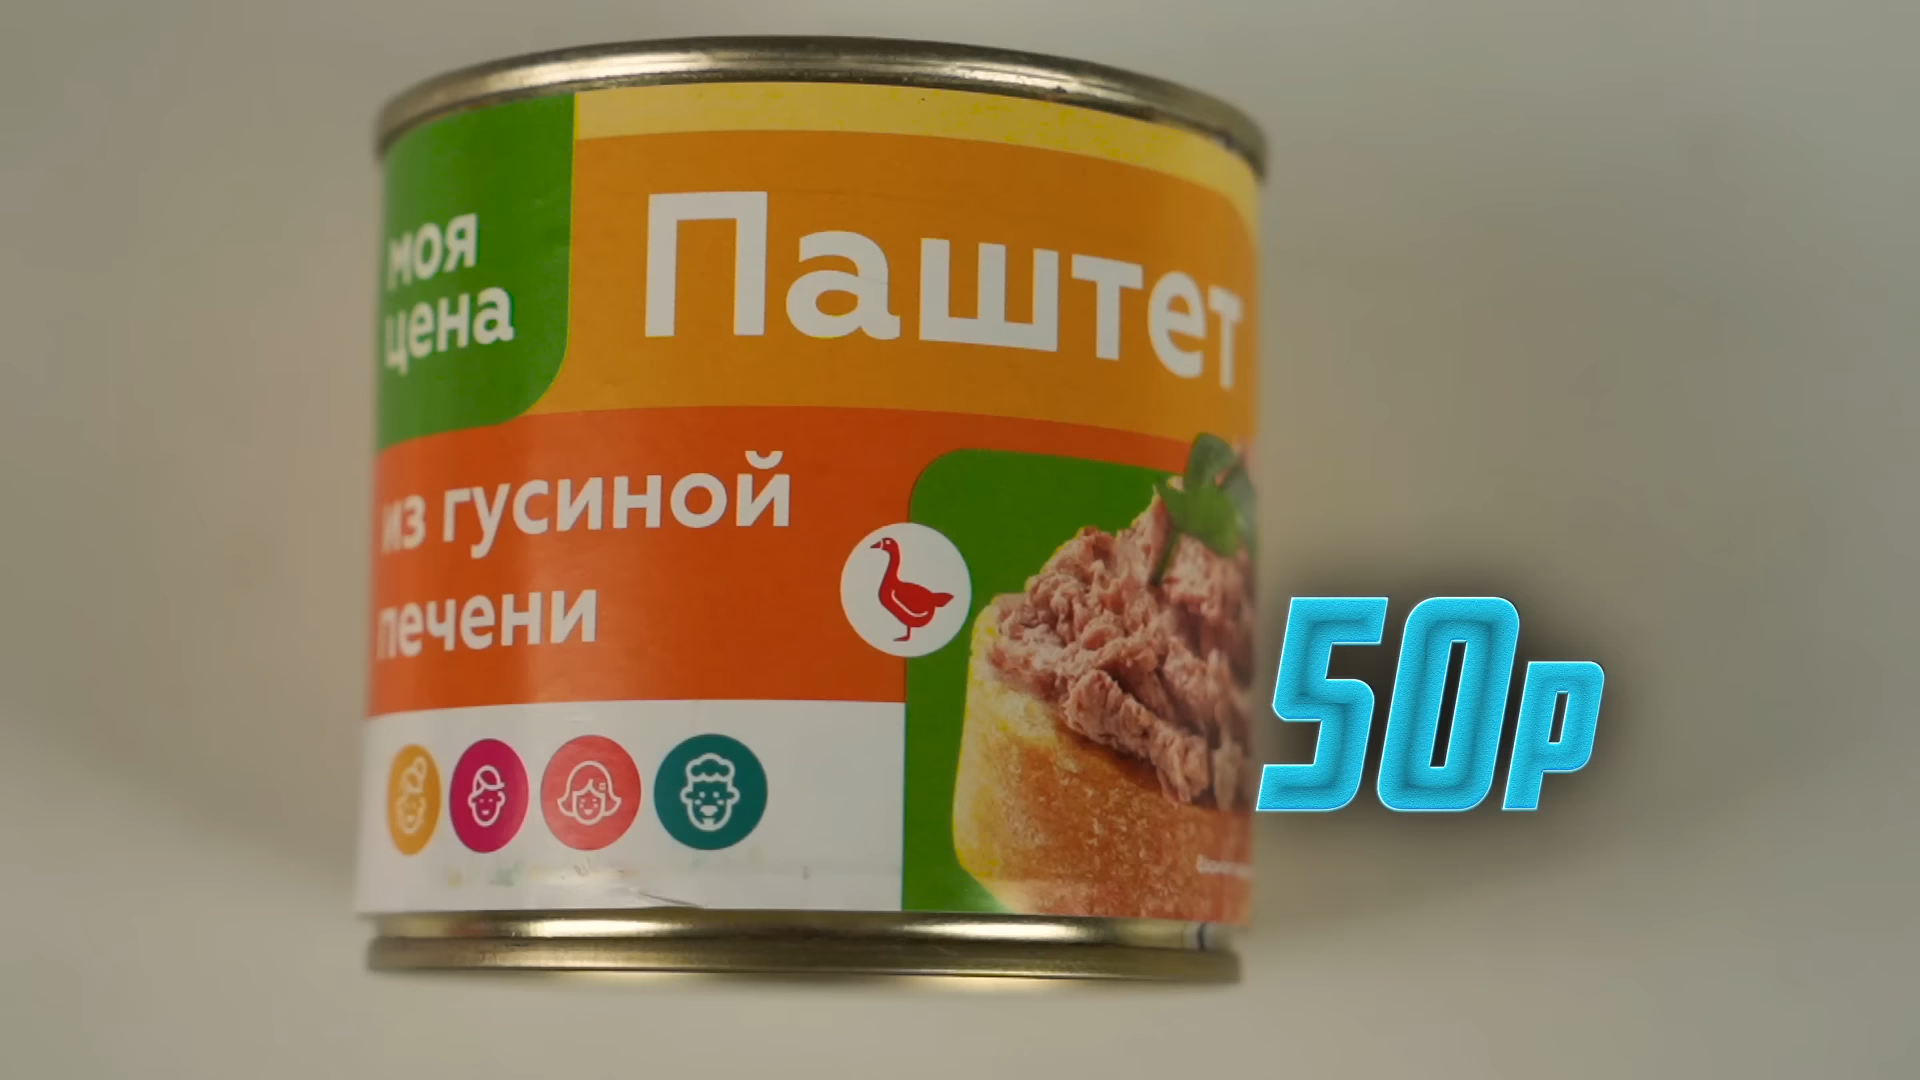 моя
цена
Паштет
из гусиной
печени
50р